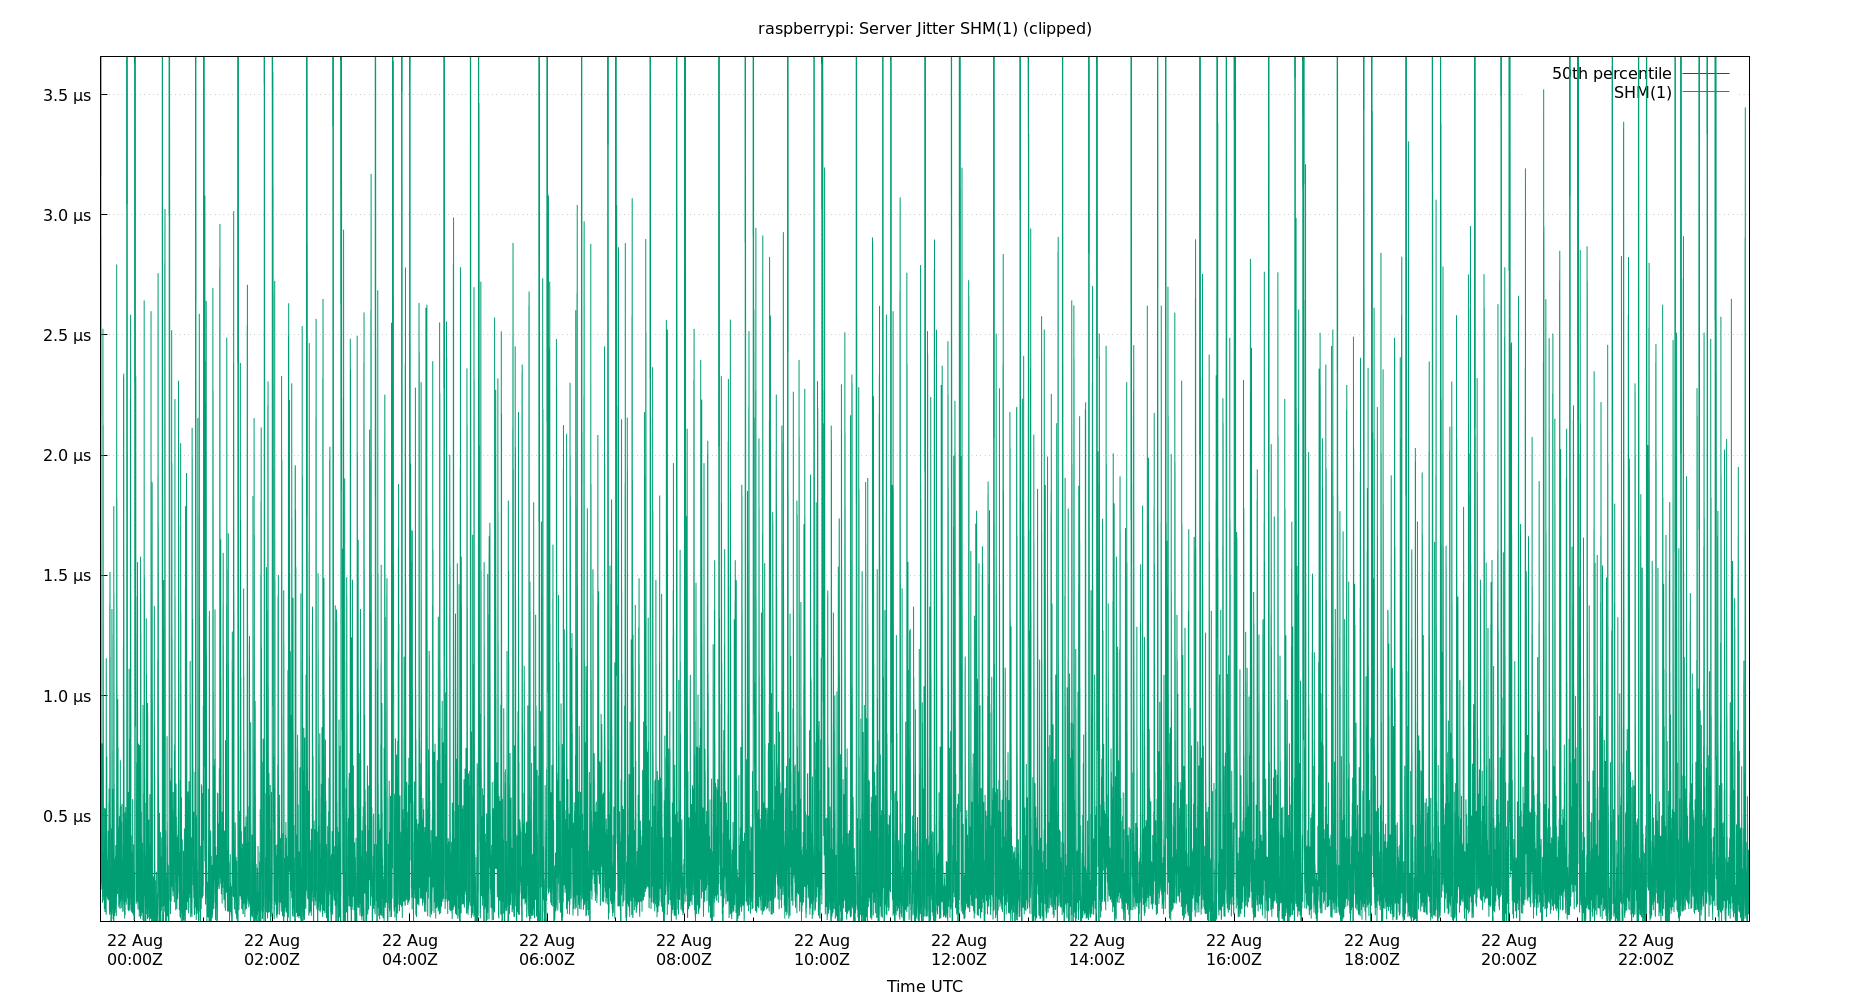 raspberrypi: Server Jitter SHM(1) (clipped)
50th percentile
SHM(1)
3.5 µs
3.0 µs
2.5 µs
2.0 µs
1.5 µs
1.0 µs
0.5 µs
22 Aug 22 Aug 22 Aug 22 Aug 22 Aug 22 Aug 22 Aug 22 Aug 22 Aug 22 Aug 22 Aug 22 Aug
00:00Z 02:00Z 04:00Z 06:00Z 08:00Z 10:00Z 12:00Z 14:00Z 16:00Z 18:00Z 20:00Z 22:00Z
Time UTC